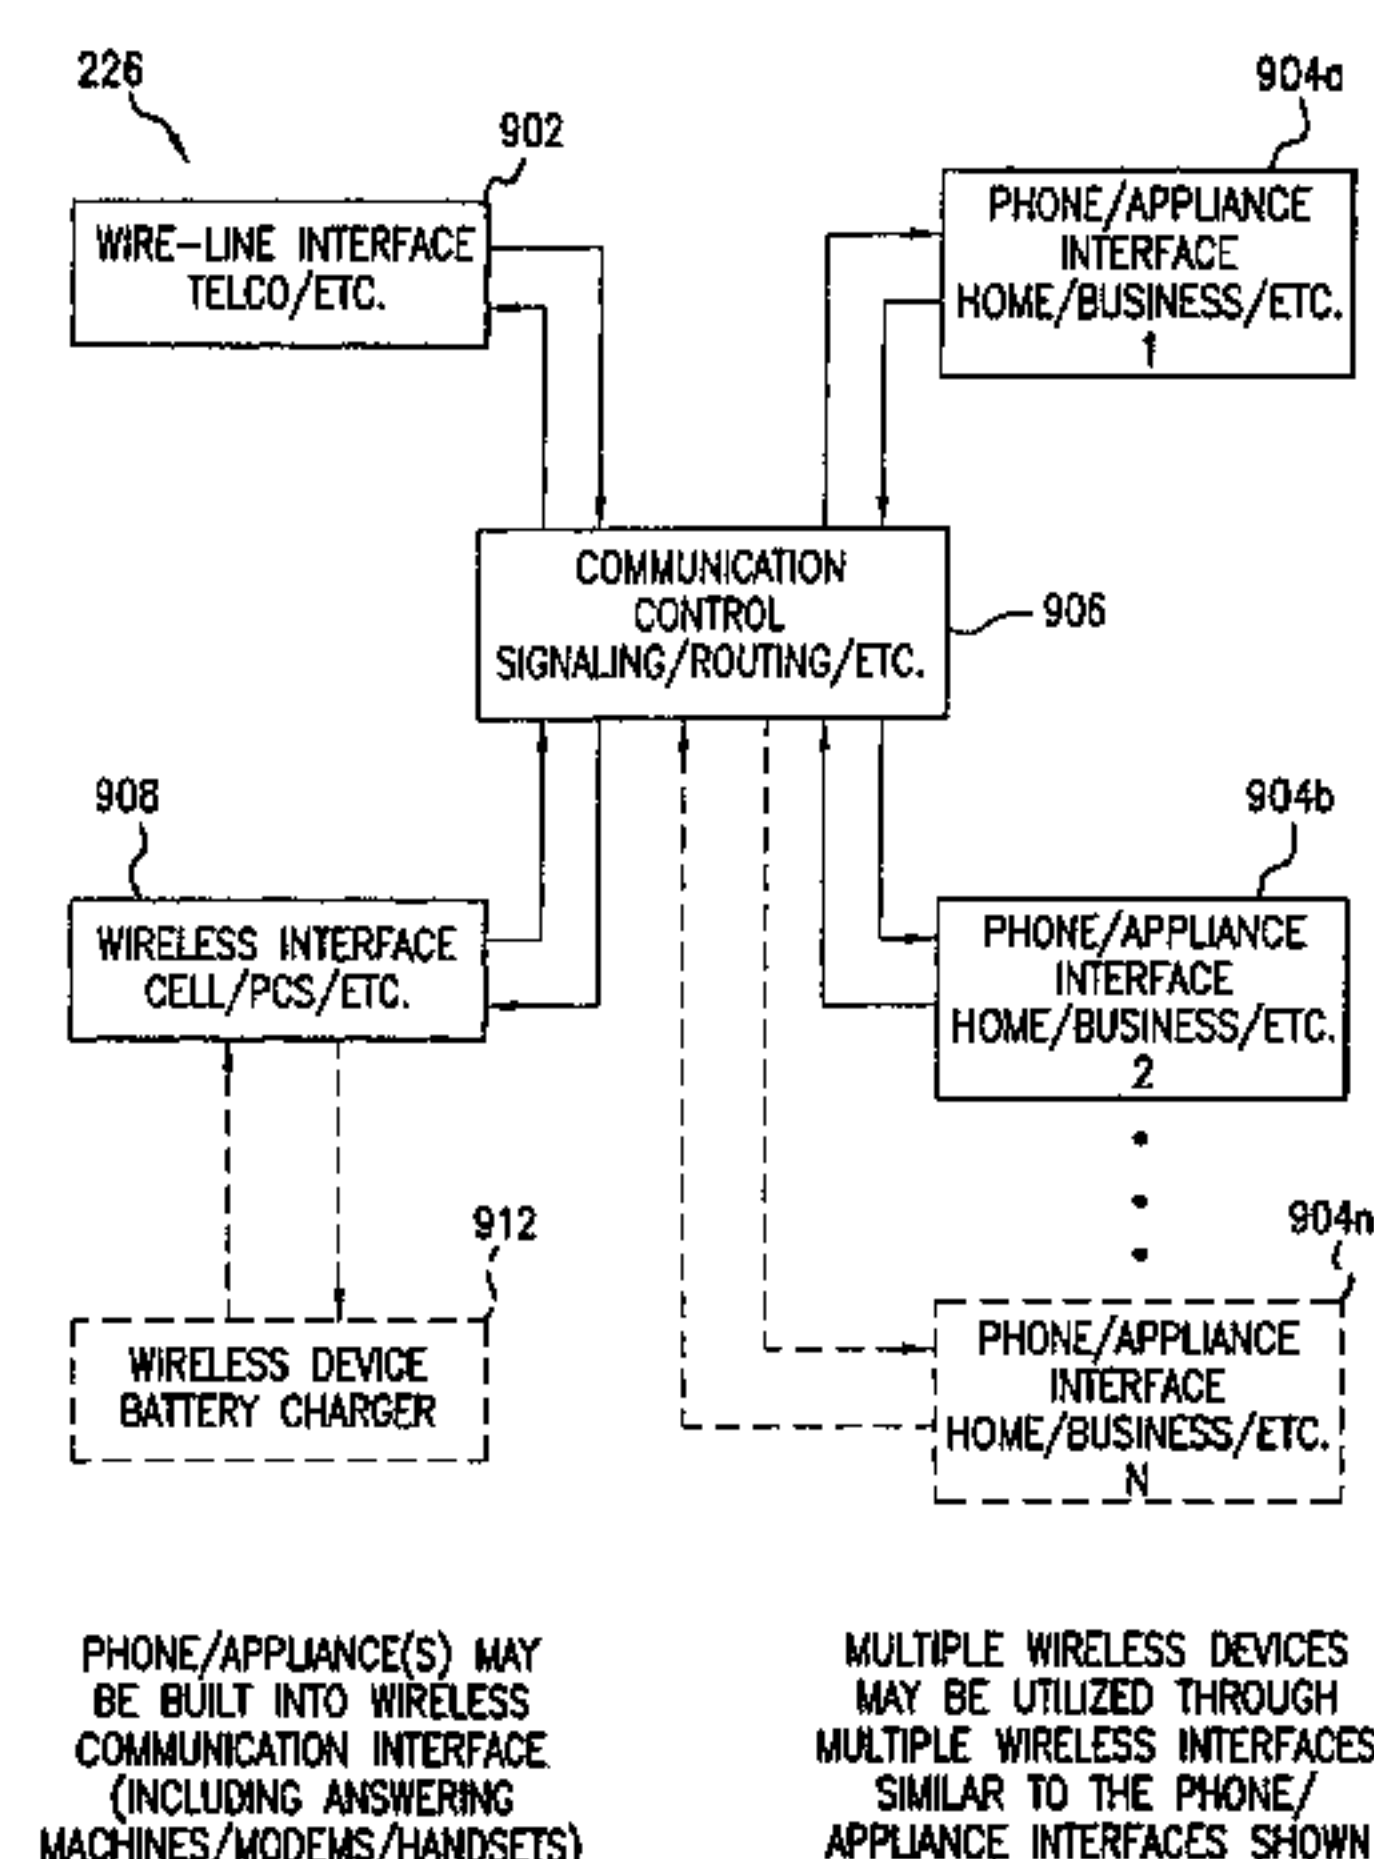 226
902
WIRE-LINE INTERFACE
TELCO/ETC.
904a
PHONE/APPLIANCE
INTERFACE
HOME/BUSINESS/ETC.
1
COMMUNICATION
CONTROL
SIGNALING/ROUTING/ETC.
906
908
WIRELESS INTERFACE
CELL/PCS/ETC.
904b
PHONE/APPLIANCE
INTERFACE
HOME/BUSINESS/ETC.
2
912
WIRELESS DEVICE
BATTERY CHARGER
904n
PHONE/APPLIANCE
INTERFACE
HOME/BUSINESS/ETC.
N
PHONE/APPLIANCE(S) MAY
BE BUILT INTO WIRELESS
COMMUNICATION INTERFACE
(INCLUDING ANSWERING
MACHINES/MODEMS/HANDSETS)
MULTIPLE WIRELESS DEVICES
MAY BE UTILIZED THROUGH
MULTIPLE WIRELESS INTERFACES
SIMILAR TO THE PHONE/
APPLIANCE INTERFACES SHOWN